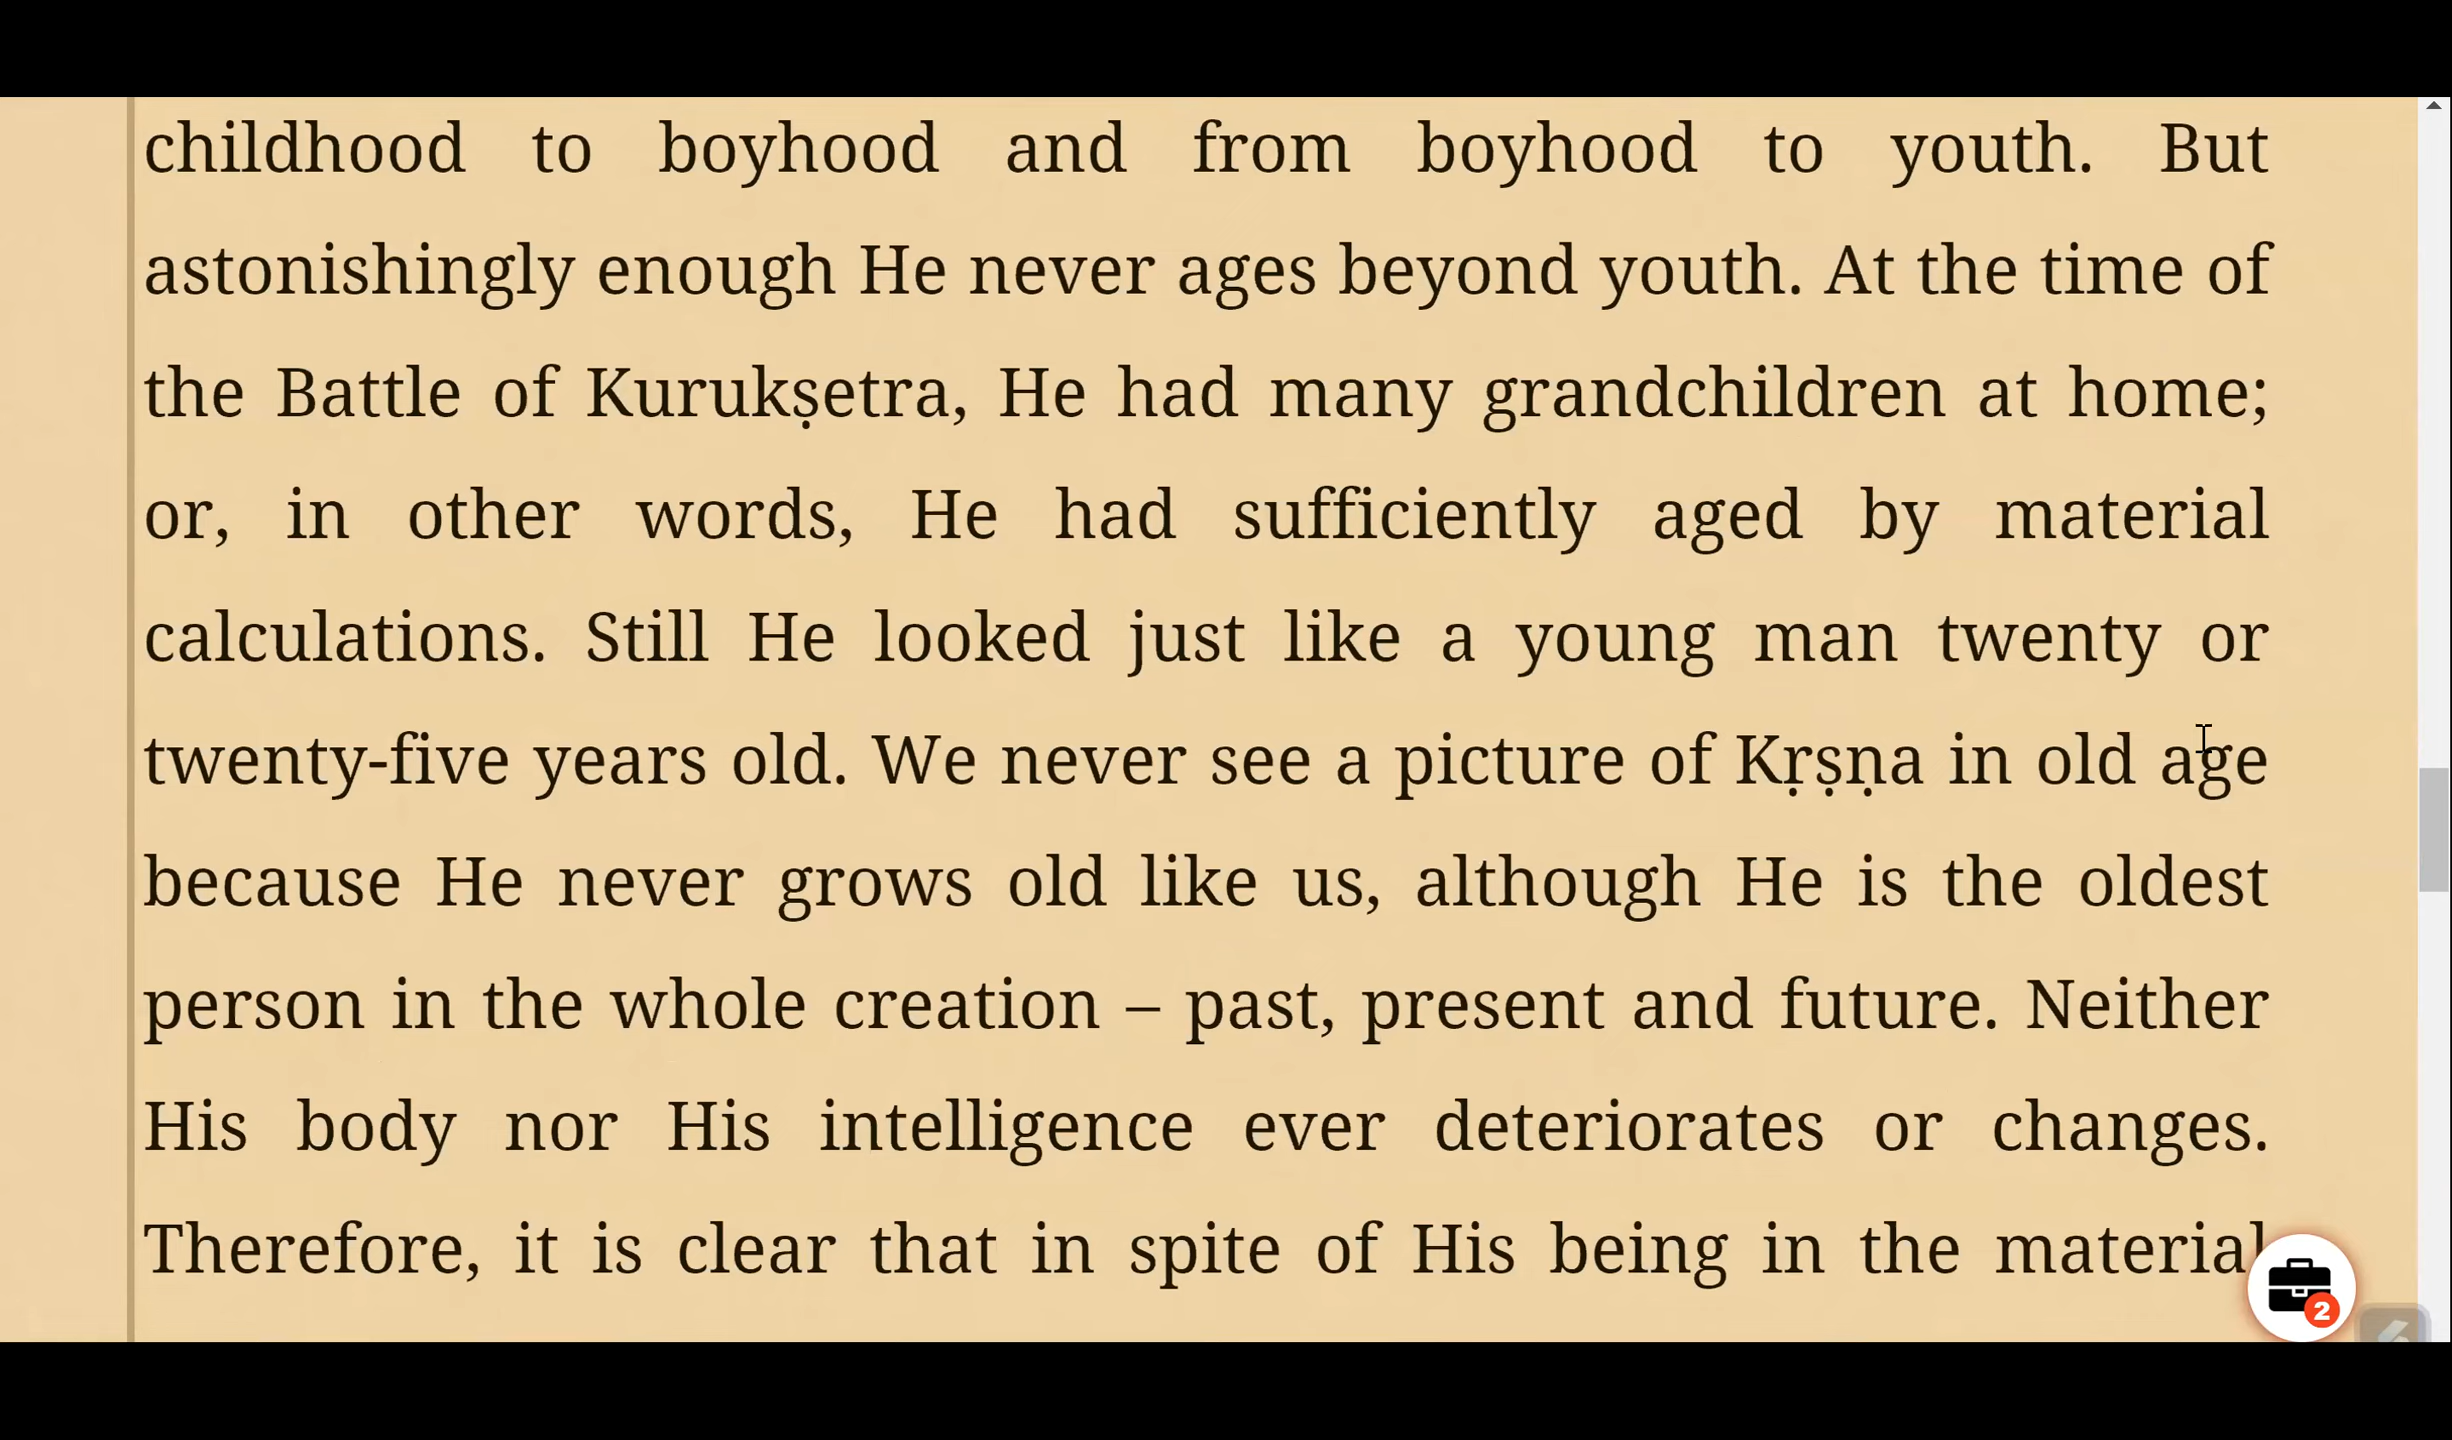 childhood to boyhood and from boyhood to youth. But
astonishingly enough He never ages beyond youth. At the time of
the Battle of Kurukṣetra, He had many grandchildren at home;
or, in other words, He had sufficiently aged by material
calculations. Still He looked just like a young man twenty or
twenty-five years old. We never see a picture of Kṛṣṇa in old age
because He never grows old like us, although He is the oldest
person in the whole creation – past, present and future. Neither
His body nor His intelligence ever deteriorates or changes.
Therefore, it is clear that in spite of His being in the material
2